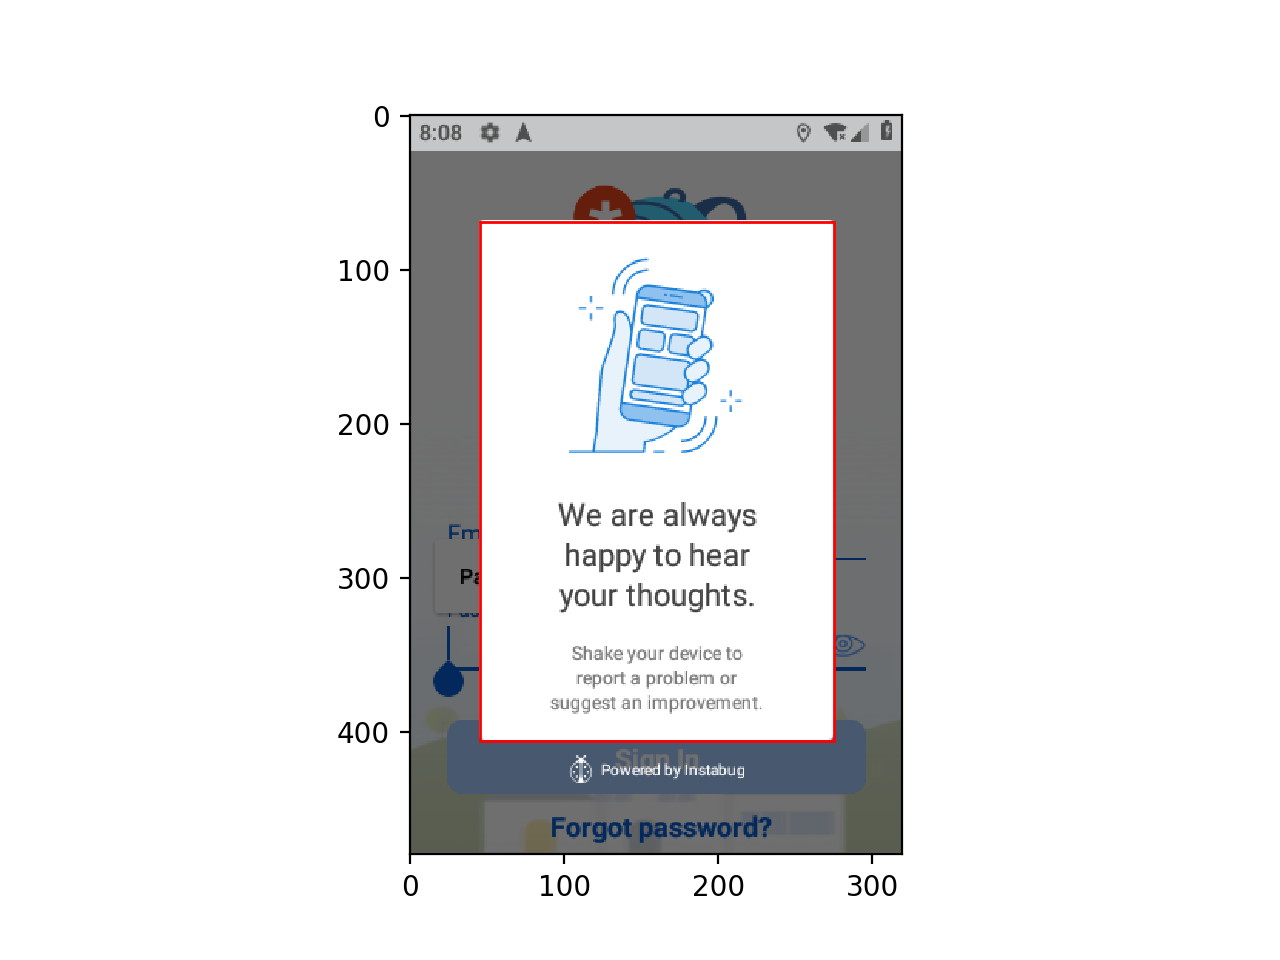 0
100
200
300
400
0
100
200
300
8:08
We are always
happy to hear
your thoughts.
Shake your device to
report a problem or
suggest an improvement.
Sign In
Powered by Instabug
Forgot password?